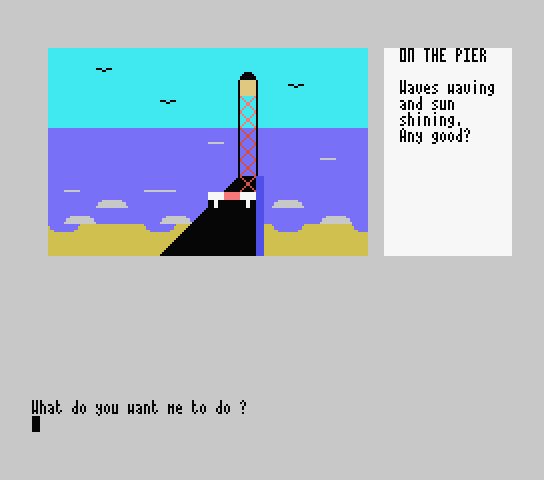 ON THE PIER
Waves waving
and sun
shining.
Any good?
What do you want me to do ?